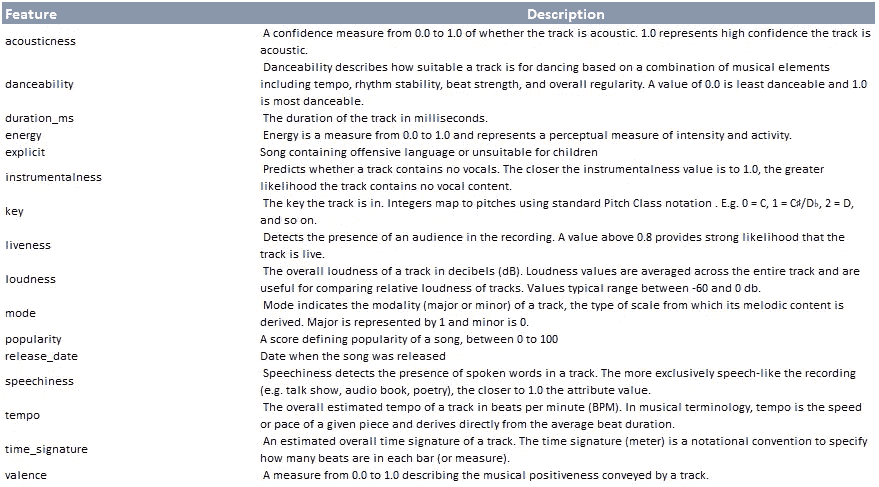 Feature Description
acousticness A confidence measure from 0.0 to 1.0 of whether the track is acoustic. 1.0 represents high confidence the track is
acoustic.
danceability Danceability describes how suitable a track is for dancing based on a combination of musical elements
including tempo, rhythm stability, beat strength, and overall regularity. A value of 0.0 is least danceable and 1.0
is most danceable.
duration_ms The duration of the track in milliseconds.
energy Energy is a measure from 0.0 to 1.0 and represents a perceptual measure of intensity and activity.
explicit Song containing offensive language or unsuitable for children
instrumentalness Predicts whether a track contains no vocals. The closer the instrumentalness value is to 1.0, the greater
likelihood the track contains no vocal content.
key The key the track is in. Integers map to pitches using standard Pitch Class notation . E.g. 0 = C, 1 = C♯/D♭, 2 = D,
and so on.
liveness Detects the presence of an audience in the recording. A value above 0.8 provides strong likelihood that the
track is live.
loudness The overall loudness of a track in decibels (dB). Loudness values are averaged across the entire track and are
useful for comparing relative loudness of tracks. Values typical range between -60 and 0 db.
mode Mode indicates the modality (major or minor) of a track, the type of scale from which its melodic content is
derived. Major is represented by 1 and minor is 0.
popularity A score defining popularity of a song, between 0 to 100
release_date Date when the song was released
speechiness Speechiness detects the presence of spoken words in a track. The more exclusively speech-like the recording
(e.g. talk show, audio book, poetry), the closer to 1.0 the attribute value.
tempo The overall estimated tempo of a track in beats per minute (BPM). In musical terminology, tempo is the speed
or pace of a given piece and derives directly from the average beat duration.
time_signature An estimated overall time signature of a track. The time signature (meter) is a notational convention to specify
how many beats are in each bar (or measure).
valence A measure from 0.0 to 1.0 describing the musical positiveness conveyed by a track.